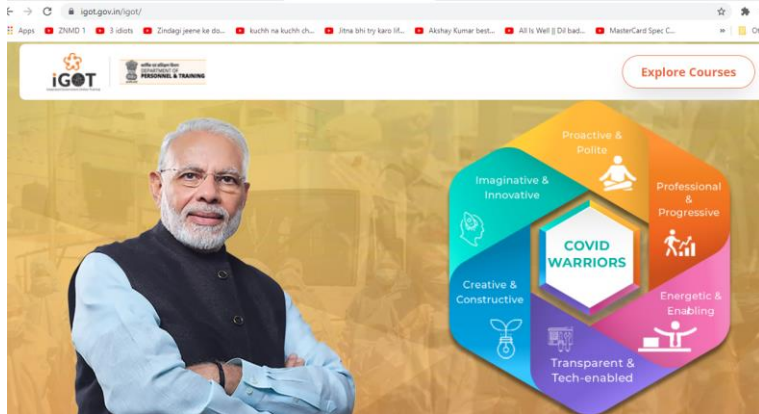 igot.gov.in/igot/
Apps
ZNMD 1
3 idiots
Zindagi jeene ke do...
kuchh na kuchh ch...
Jitna bhi try karo lif...
Akshay Kumar best...
All Is Well || Dil bad...
MasterCard Spec C...
»
iGOT
DEPARTMENT OF
PERSONNEL & TRAINING
Explore Courses
Proactive &
Polite
Imaginative &
Innovative
Professional
&
Progressive
COVID
WARRIORS
Creative &
Constructive
Energetic &
Enabling
Transparent &
Tech-enabled